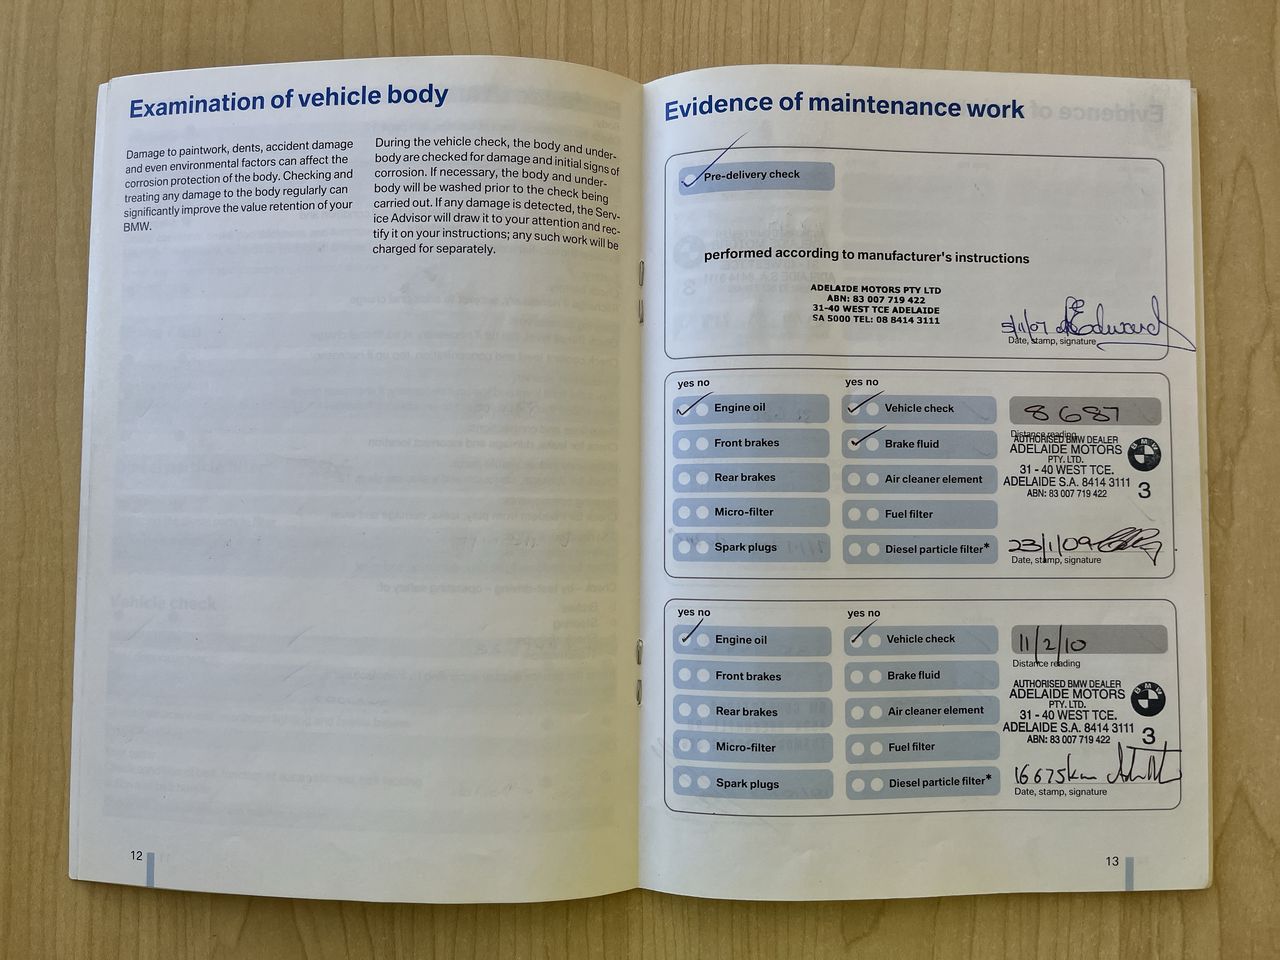 Examination of vehicle body
Damage to paintwork, dents, accident damage
and even environmental factors can affect the
corrosion protection of the body. Checking and
treating any damage to the body regularly can
significantly improve the value retention of your
BMW.
During the vehicle check, the body and under-
body are checked for damage and initial signs of
corrosion. If necessary, the body and under-
body will be washed prior to the check being
carried out. If any damage is detected, the Serv-
ice Advisor will draw it to your attention and rec-
tify it on your instructions; any such work will be
charged for separately.
12
Evidence of maintenance work
Pre-delivery check
performed according to manufacturer's instructions
ADELAIDE MOTORS PTY LTD
ABN: 83 007 719 422
31-40 WEST TCE ADELAIDE
SA 5000 TEL: 08 8414 3111
5/11/07 Edward
Date, stamp, signature
yes no
Engine oil
Front brakes
Rear brakes
Micro-filter
Spark plugs
yes no
Vehicle check
Brake fluid
Air cleaner element
Fuel filter
Diesel particle filter*
8687
Distance reading
AUTHORISED BMW DEALER
ADELAIDE MOTORS
PTY. LTD.
31 - 40 WEST TCE.
ADELAIDE S.A. 8414 3111
ABN: 83 007 719 422
BMW
3
23/1/09
Date, stamp, signature
yes no
Engine oil
Front brakes
Rear brakes
Micro-filter
Spark plugs
yes no
Vehicle check
Brake fluid
Air cleaner element
Fuel filter
Diesel particle filter*
11/2/10
Distance reading
AUTHORISED BMW DEALER
ADELAIDE MOTORS
PTY. LTD.
31 - 40 WEST TCE.
ADELAIDE S.A. 8414 3111
ABN: 83 007 719 422
BMW
3
16675km
Date, stamp, signature
13